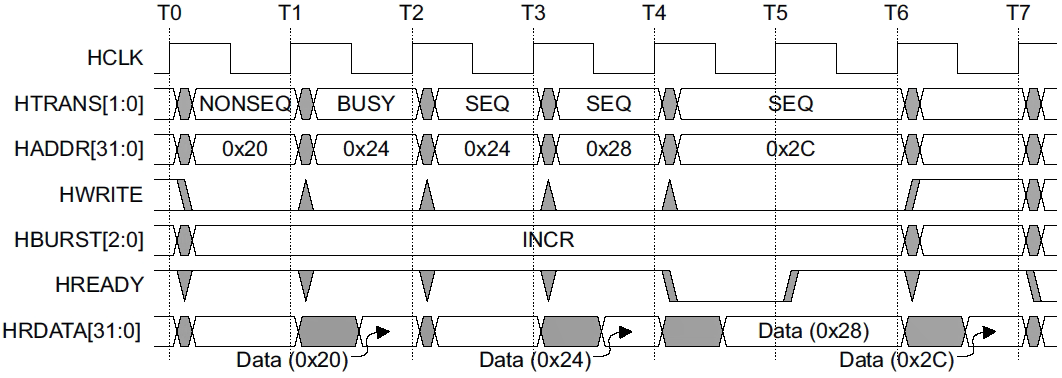 T0 T1 T2 T3 T4 T5 T6 T7
HCLK
HTRANS[1:0] NONSEQ BUSY SEQ SEQ SEQ
HADDR[31:0] 0x20 0x24 0x24 0x28 0x2C
HWRITE
HBURST[2:0] INCR
HREADY
HRDATA[31:0] Data (0x28)
Data (0x20) Data (0x24) Data (0x2C)